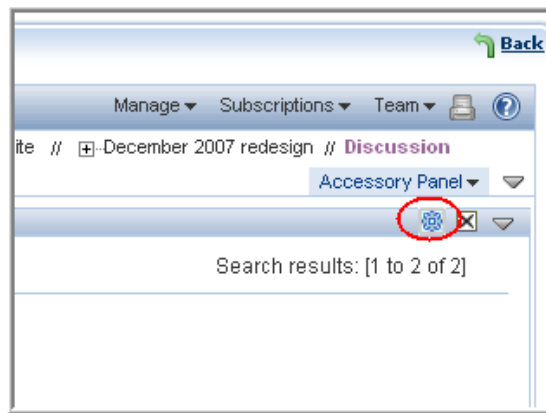 Back
Manage Subscriptions Team
ite // December 2007 redesign // Discussion
Accessory Panel
Search results: [1 to 2 of 2]